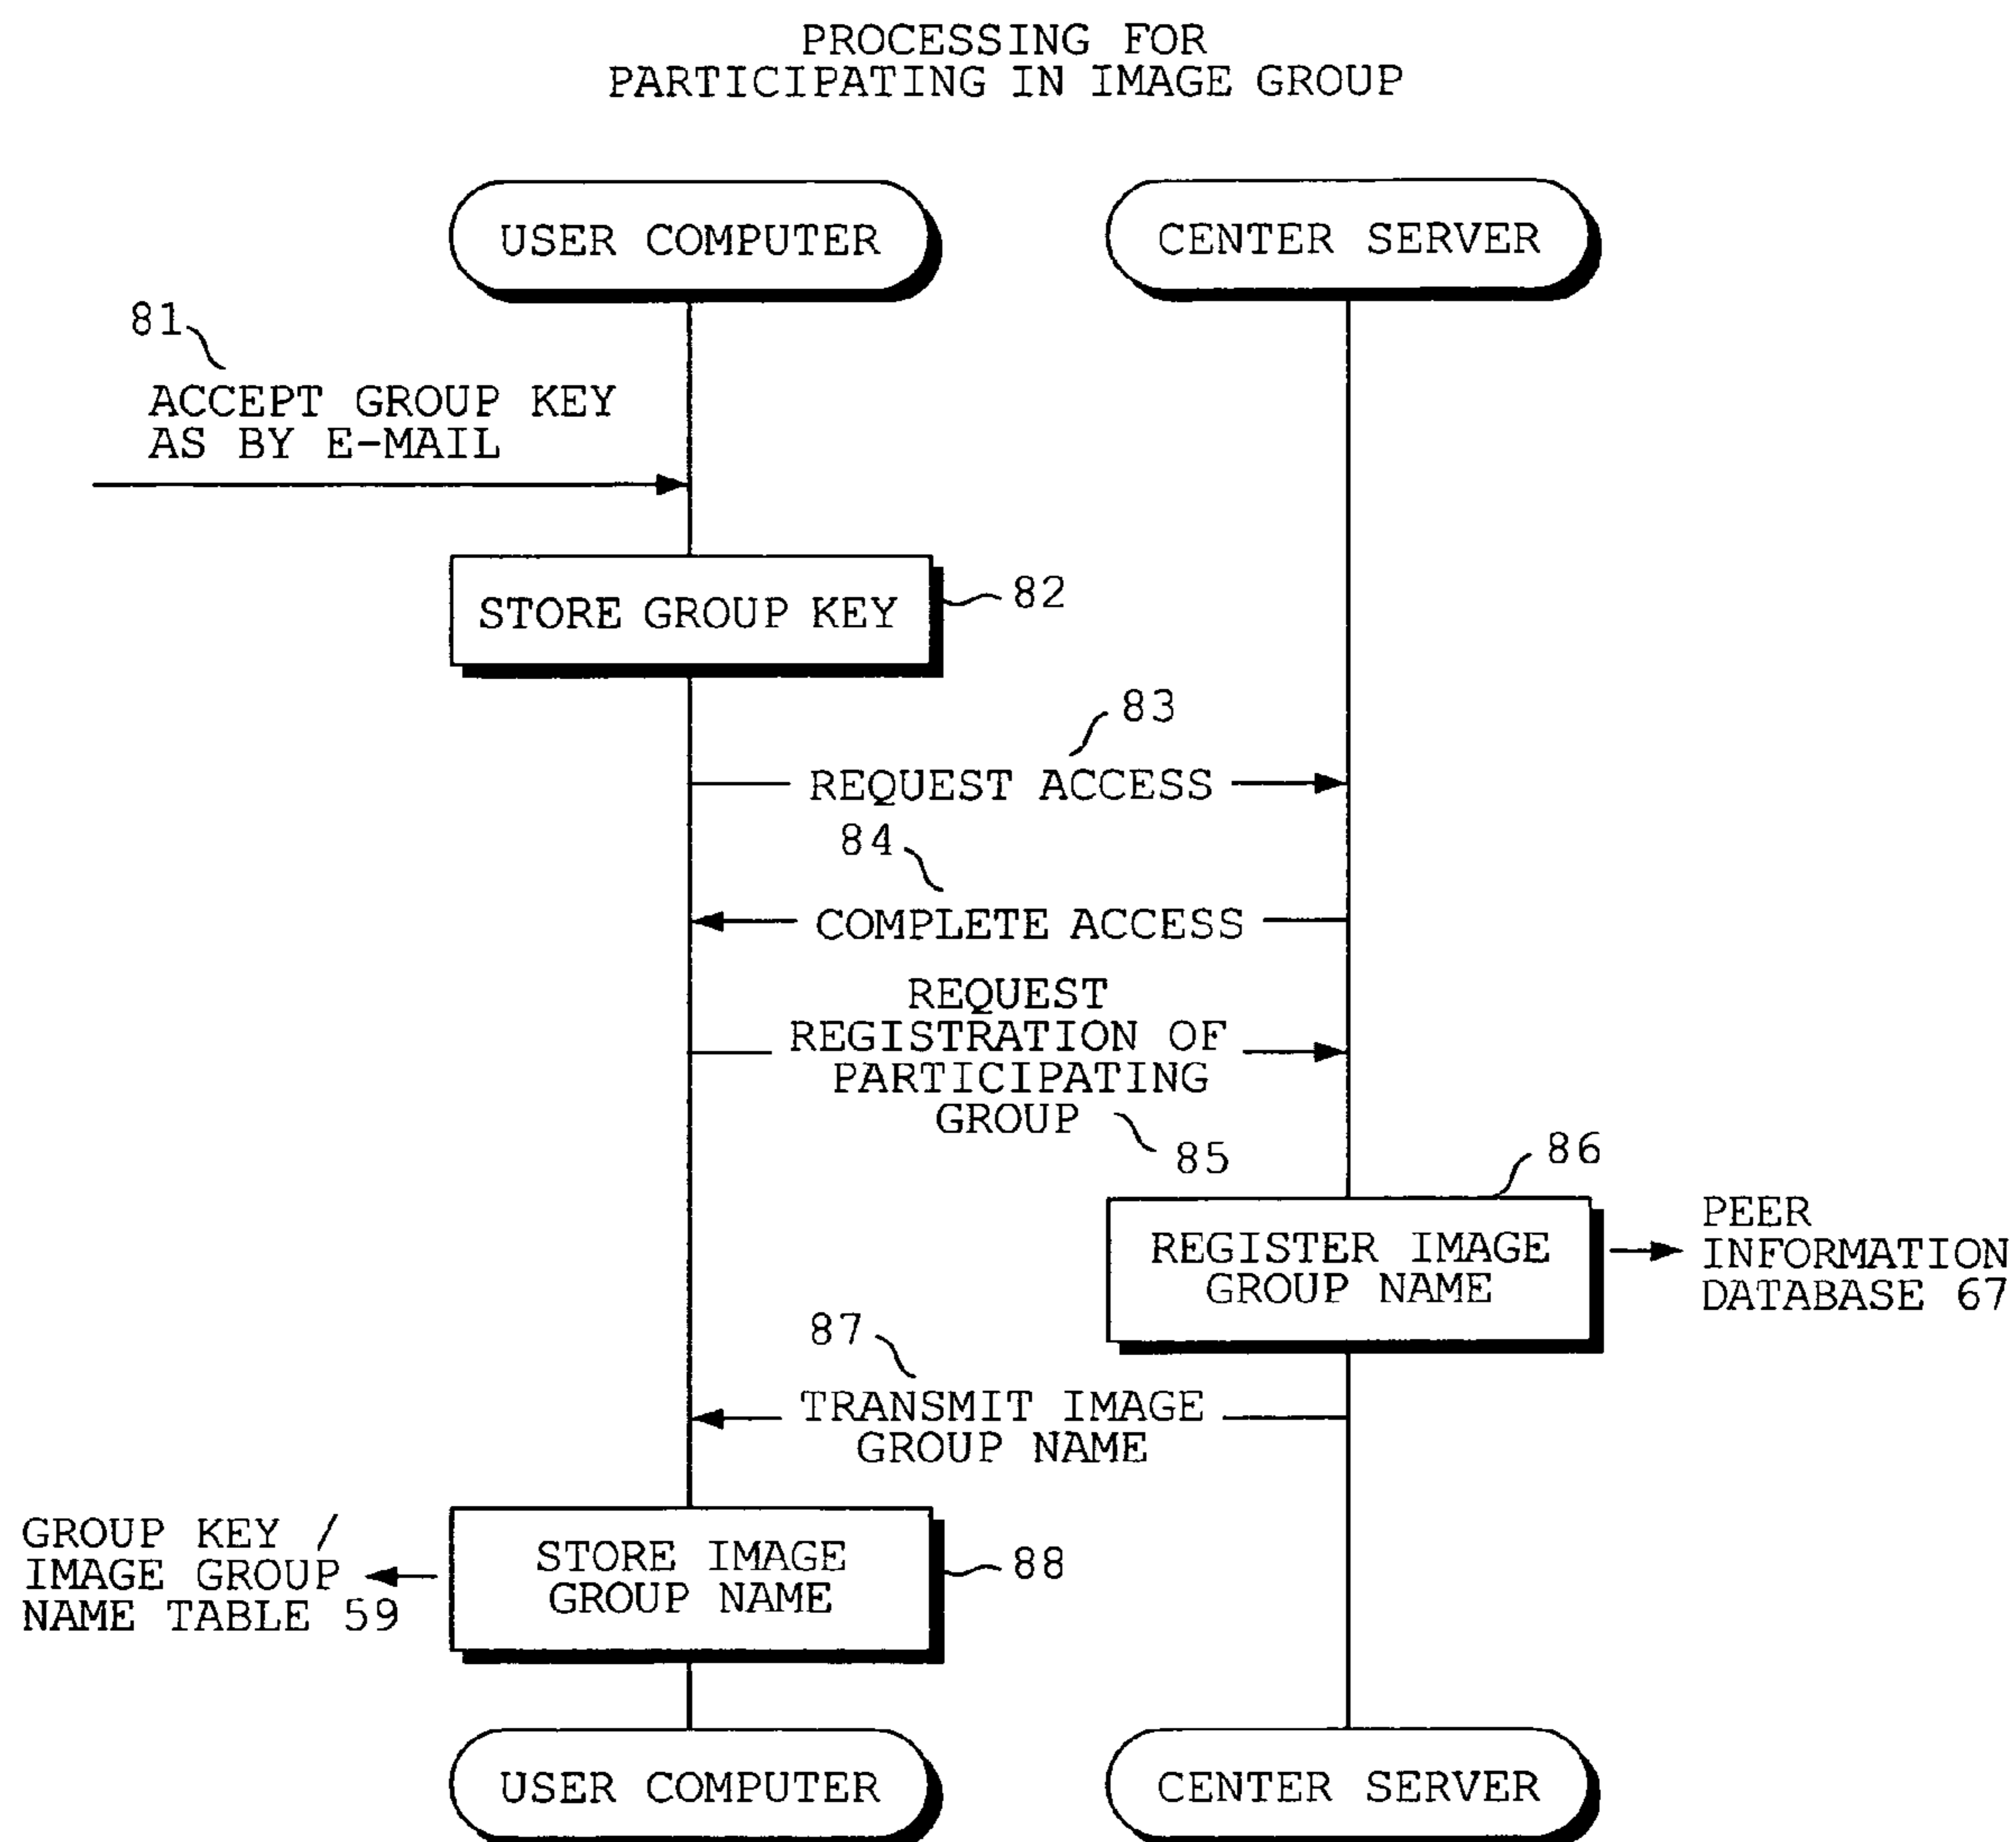 PROCESSING FOR
PARTICIPATING IN IMAGE GROUP
USER COMPUTER
CENTER SERVER
81
ACCEPT GROUP KEY
AS BY E-MAIL
STORE GROUP KEY
82
83
REQUEST ACCESS
84
COMPLETE ACCESS
REQUEST
REGISTRATION OF
PARTICIPATING
GROUP
85
86
REGISTER IMAGE
GROUP NAME
PEER
INFORMATION
DATABASE 67
87
TRANSMIT IMAGE
GROUP NAME
GROUP KEY /
IMAGE GROUP
NAME TABLE 59
STORE IMAGE
GROUP NAME
88
USER COMPUTER
CENTER SERVER